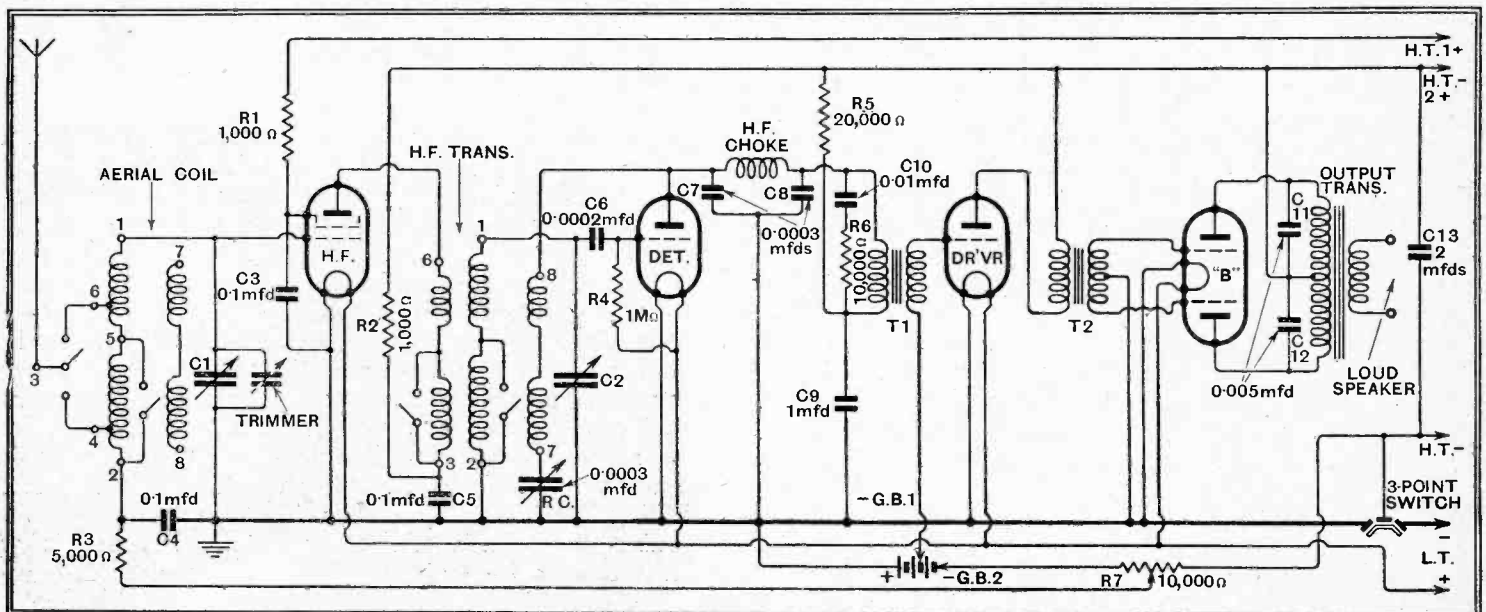 H.T.1+
H.T.-
2+
R1
1,000 Ω
R5
20,000 Ω
H.F.
CHOKE
AERIAL COIL
H.F. TRANS.
C7
C8
C10
0·01mfd
OUTPUT
TRANS.
C6
0·0002mfd
0·0003
mfds
R6
10,000 Ω
C11
C13
2
mfds
1
7
H.F.
6
1
8
DET.
DR'VR
"B"
C3
0·1mfd
R4
1MΩ
R2
1,000 Ω
T1
T2
C12
6
5
3
C1
C2
TRIMMER
0·005mfd
LOUD
SPEAKER
C9
1mfd
4
2
8
3
2
7
0·1mfd
C5
R.C.
0·0003
mfd
H.T.-
0·1mfd
C4
-G.B.1
3-POINT
SWITCH
-
R3
5,000 Ω
+
-G.B.2
R7
10,000 Ω
L.T.
+